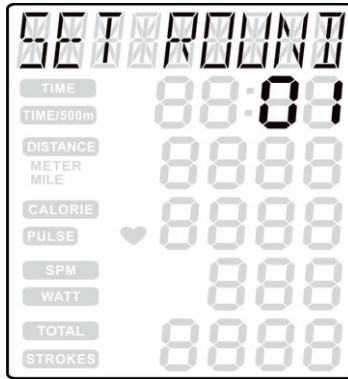 SET ROUND
TIME
TIME/500m
01
DISTANCE
METER
MILE
CALORIE
PULSE
SPM
WATT
TOTAL
STROKES